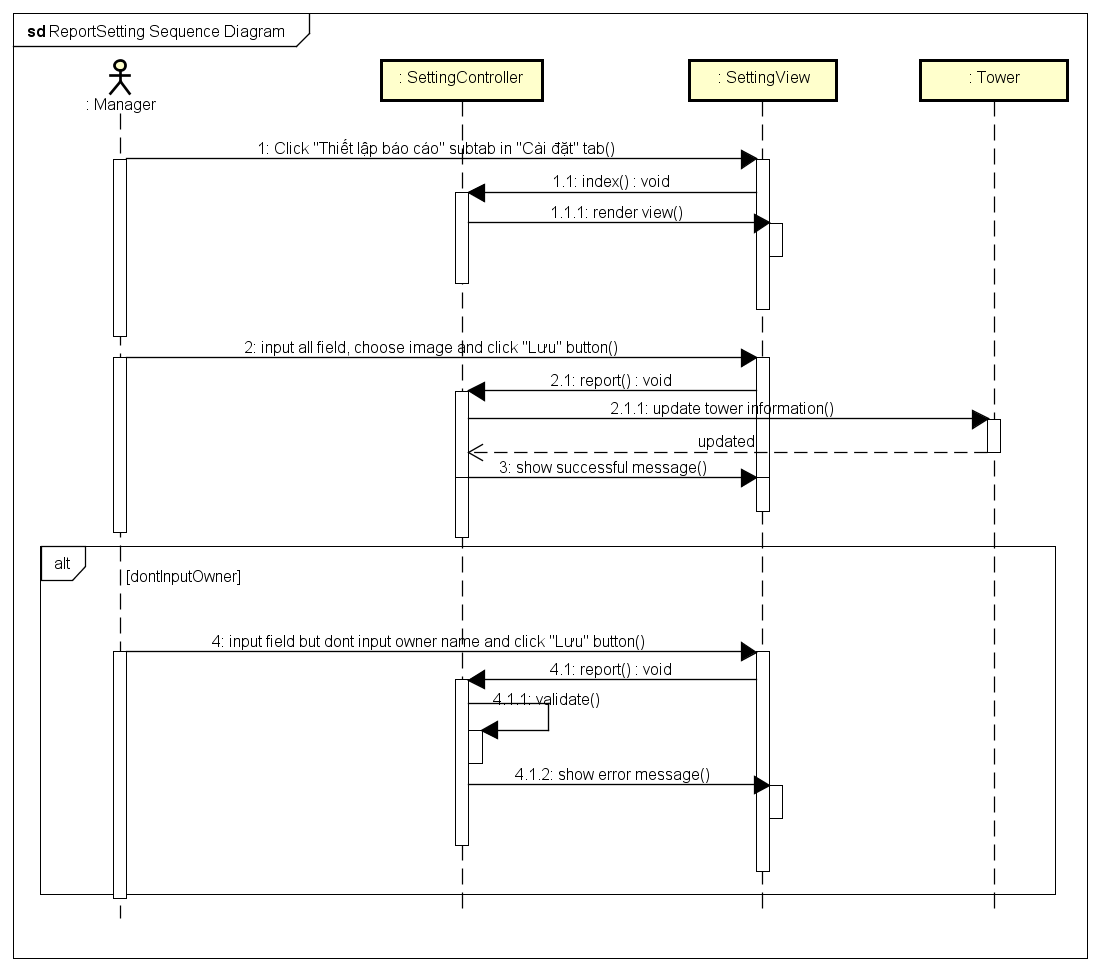 sd ReportSetting Sequence Diagram
: Manager
: SettingController
: SettingView
: Tower
1: Click "Thiết lập báo cáo" subtab in "Cài đặt" tab()
1.1: index() : void
1.1.1: render view()
2: input all field, choose image and click "Lưu" button()
2.1: report() : void
2.1.1: update tower information()
updated
3: show successful message()
alt
[dontInputOwner]
4: input field but dont input owner name and click "Lưu" button()
4.1: report() : void
4.1.1: validate()
4.1.2: show error message()